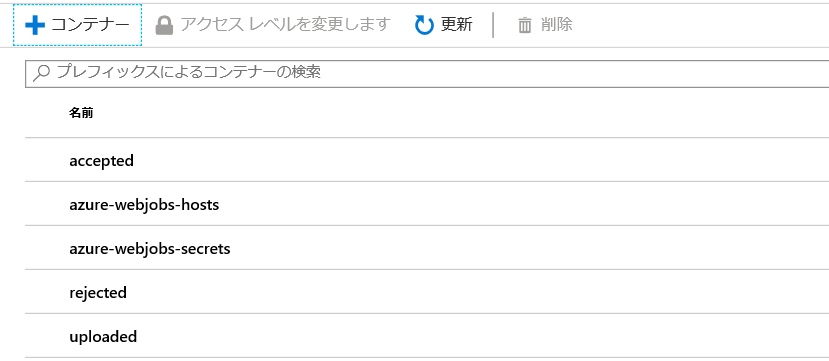 コンテナー アクセス レベルを変更します 更新 削除
プレフィックスによるコンテナーの検索
名前
accepted
azure-webjobs-hosts
azure-webjobs-secrets
rejected
uploaded